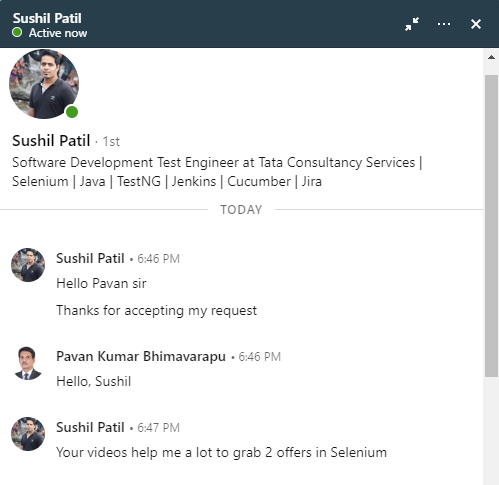 Sushil Patil
Active now
Sushil Patil · 1st
Software Development Test Engineer at Tata Consultancy Services |
Selenium | Java | TestNG | Jenkins | Cucumber | Jira
TODAY
Sushil Patil • 6:46 PM
Hello Pavan sir
Thanks for accepting my request
Pavan Kumar Bhimavarapu • 6:46 PM
Hello, Sushil
Sushil Patil • 6:47 PM
Your videos help me a lot to grab 2 offers in Selenium